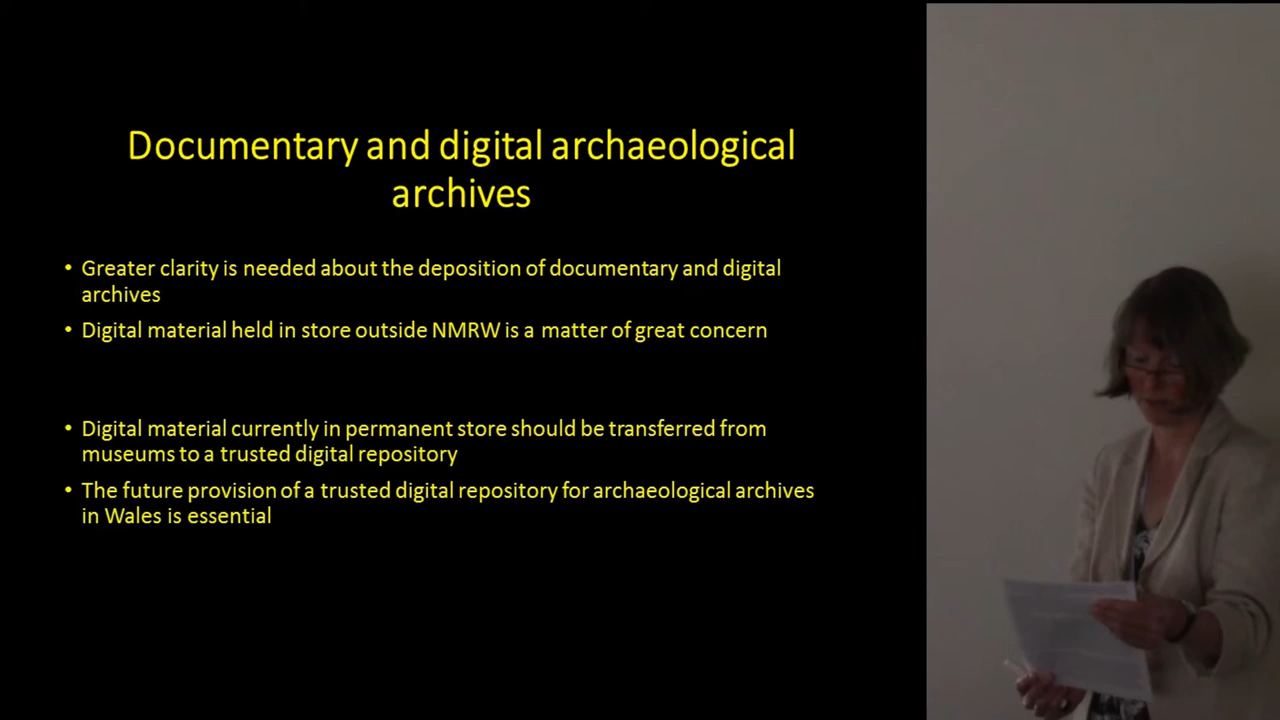 Documentary and digital archaeological
archives
• Greater clarity is needed about the deposition of documentary and digital
archives
• Digital material held in store outside NMRW is a matter of great concern
• Digital material currently in permanent store should be transferred from
museums to a trusted digital repository
• The future provision of a trusted digital repository for archaeological archives
in Wales is essential